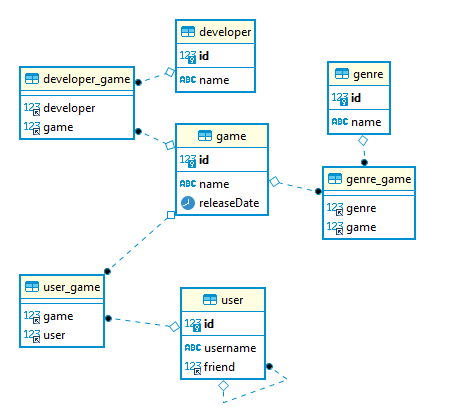 developer
123 id
ABC name
developer_game
123 developer
123 game
genre
123 id
ABC name
game
123 id
ABC name
releaseDate
genre_game
123 genre
123 game
user_game
123 game
123 user
user
123 id
ABC username
123 friend